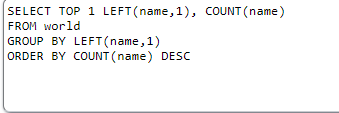 SELECT TOP 1 LEFT(name,1), COUNT(name)
FROM world
GROUP BY LEFT(name,1)
ORDER BY COUNT(name) DESC